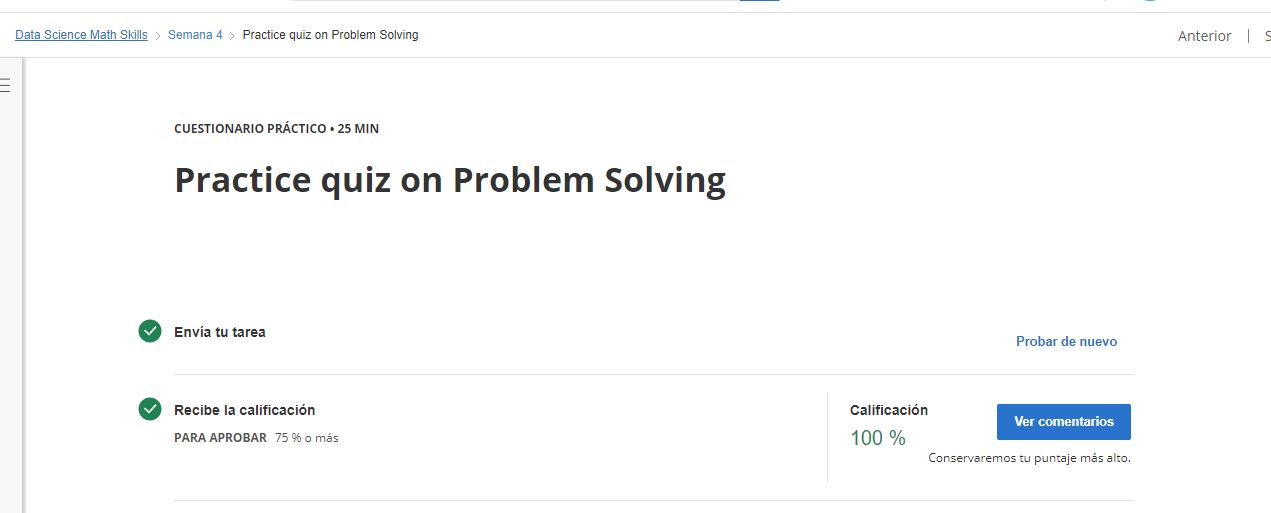 Data Science Math Skills > Semana 4 > Practice quiz on Problem Solving
Anterior |
CUESTIONARIO PRÁCTICO • 25 MIN
Practice quiz on Problem Solving
Envía tu tarea
Probar de nuevo
Recibe la calificación
PARA APROBAR 75 % o más
Calificación
100 %
Ver comentarios
Conservaremos tu puntaje más alto.